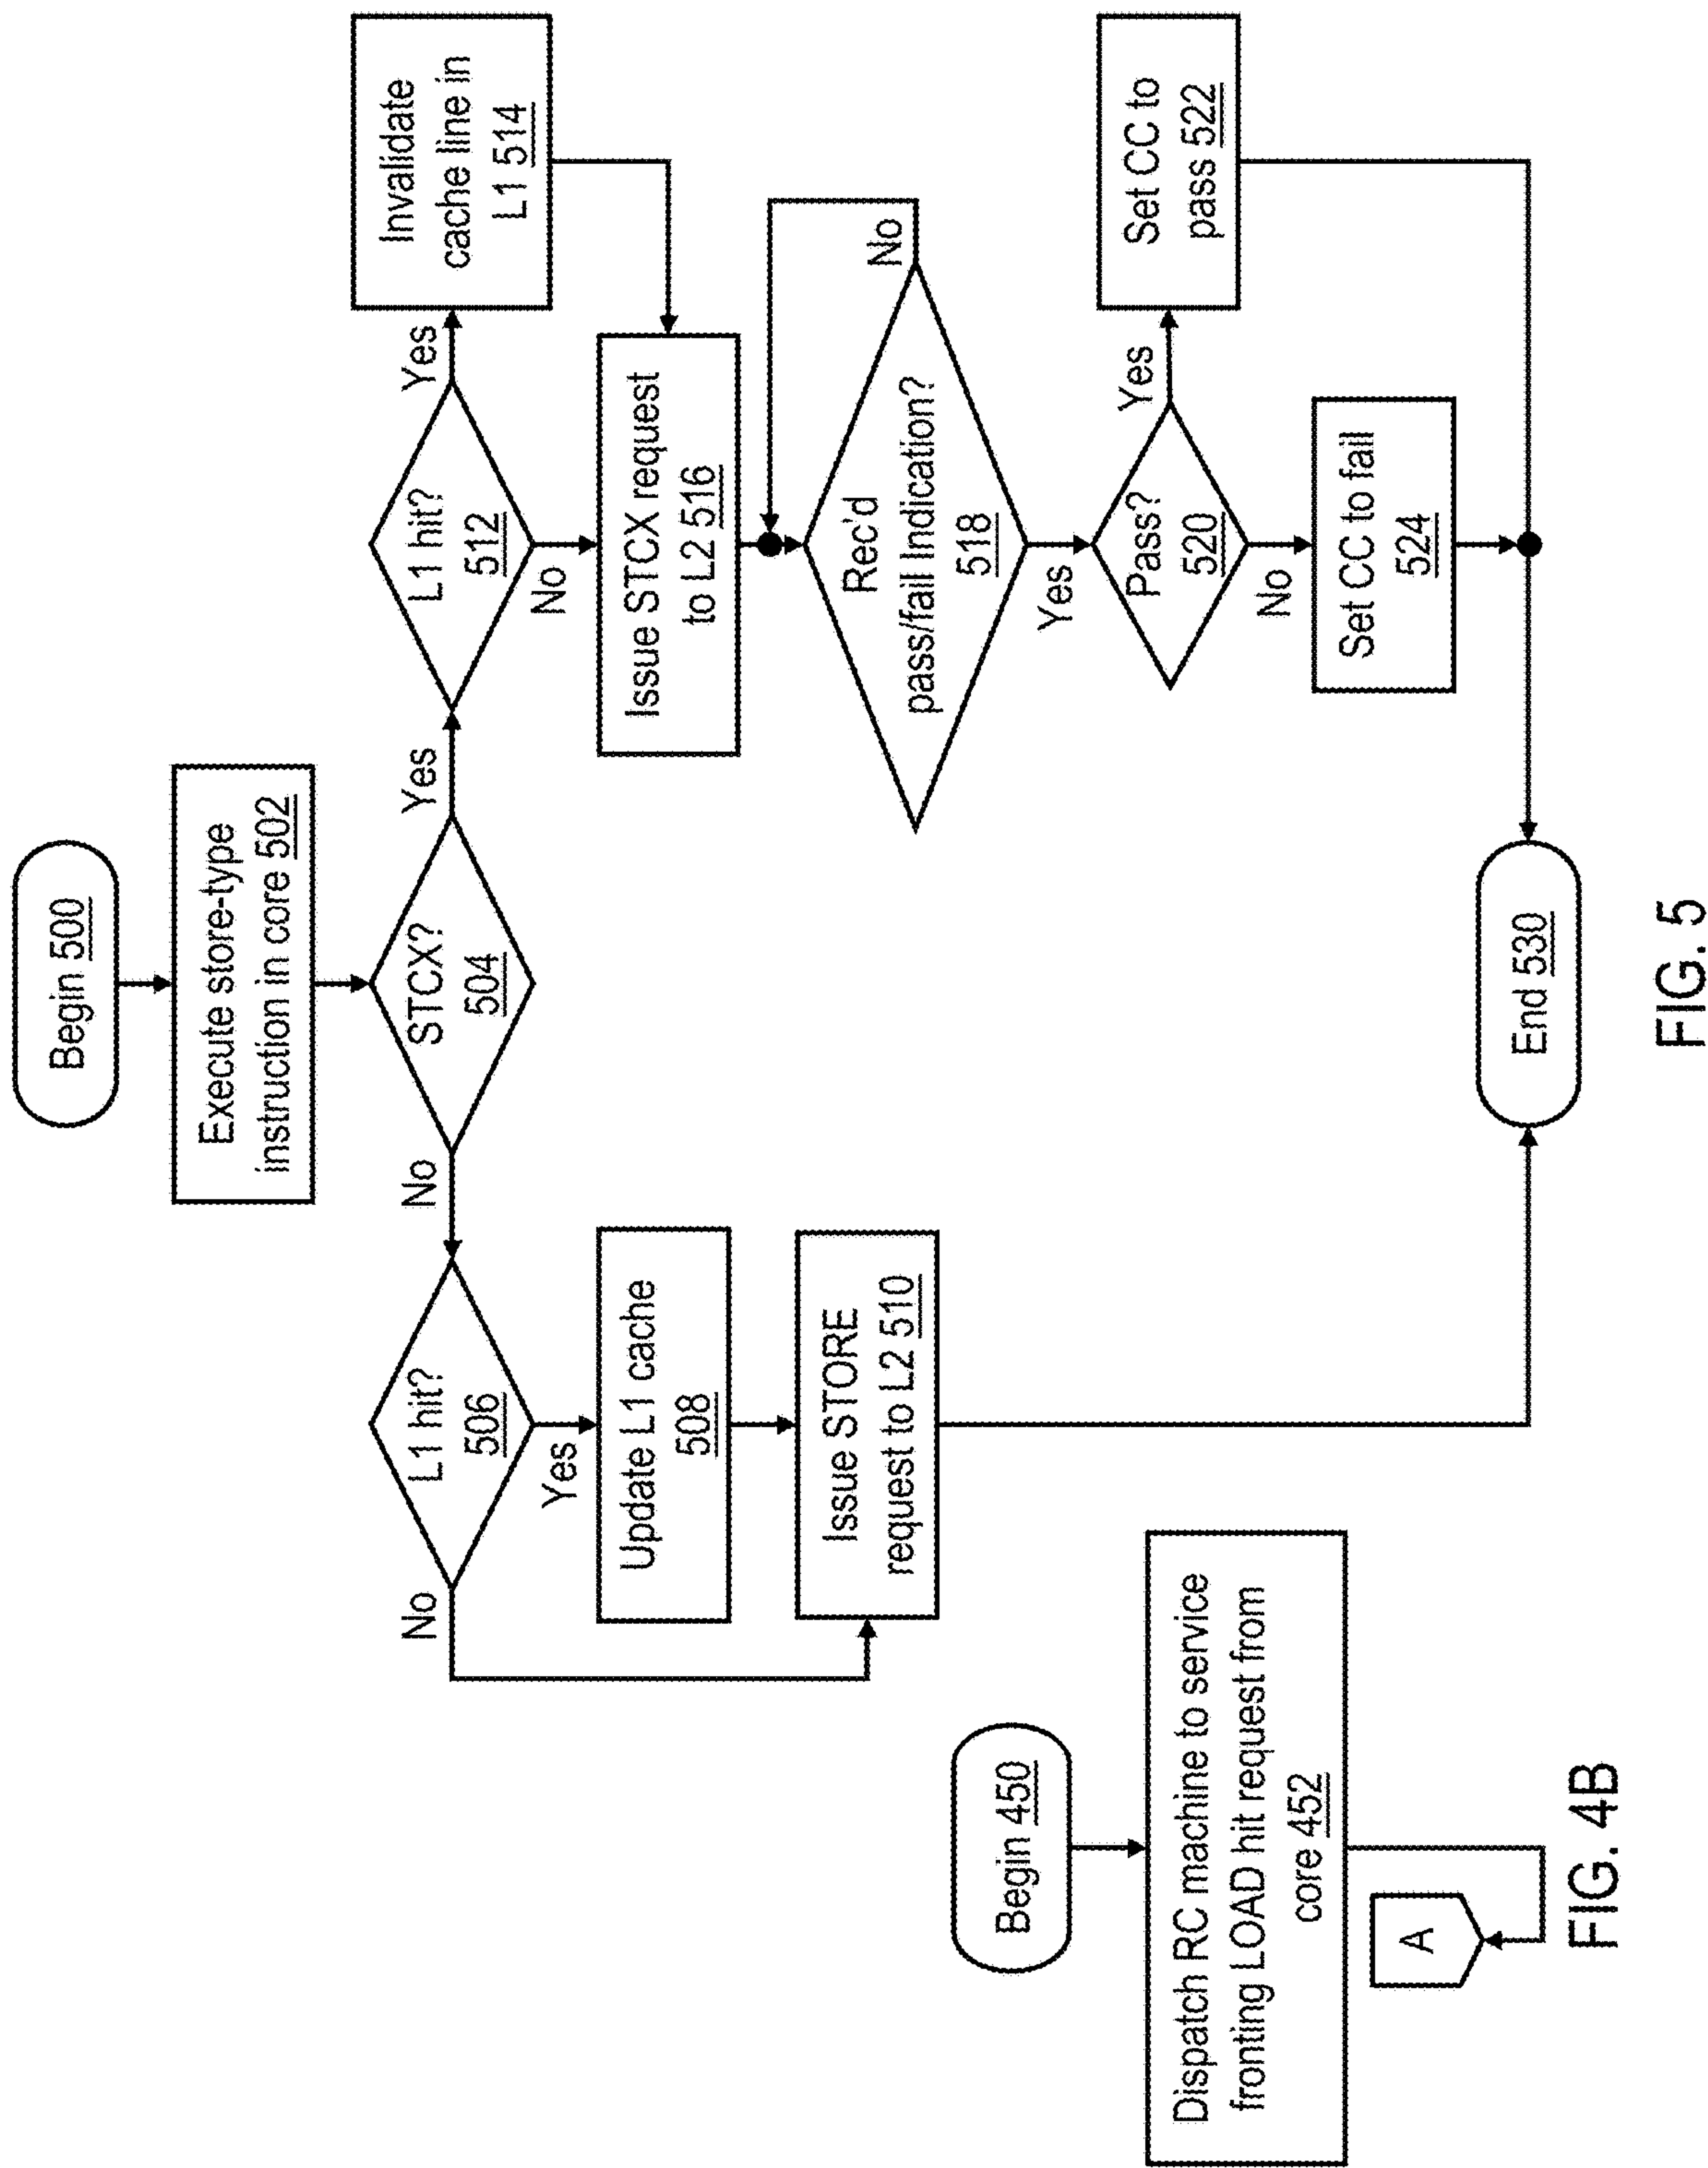 Begin 500
Execute store-type
instruction in core 502
STCX?
504
No
Yes
L1 hit?
506
No
Yes
Update L1 cache
508
Issue STORE
request to L2 510
L1 hit?
512
Yes
No
Invalidate
cache line in
L1 514
Issue STCX request
to L2 516
Rec'd
pass/fail Indication?
518
No
Yes
Pass?
520
Yes
No
Set CC to
pass 522
Set CC to fail
524
End 530
FIG. 5
Begin 450
Dispatch RC machine to service
fronting LOAD hit request from
core 452
A
FIG. 4B